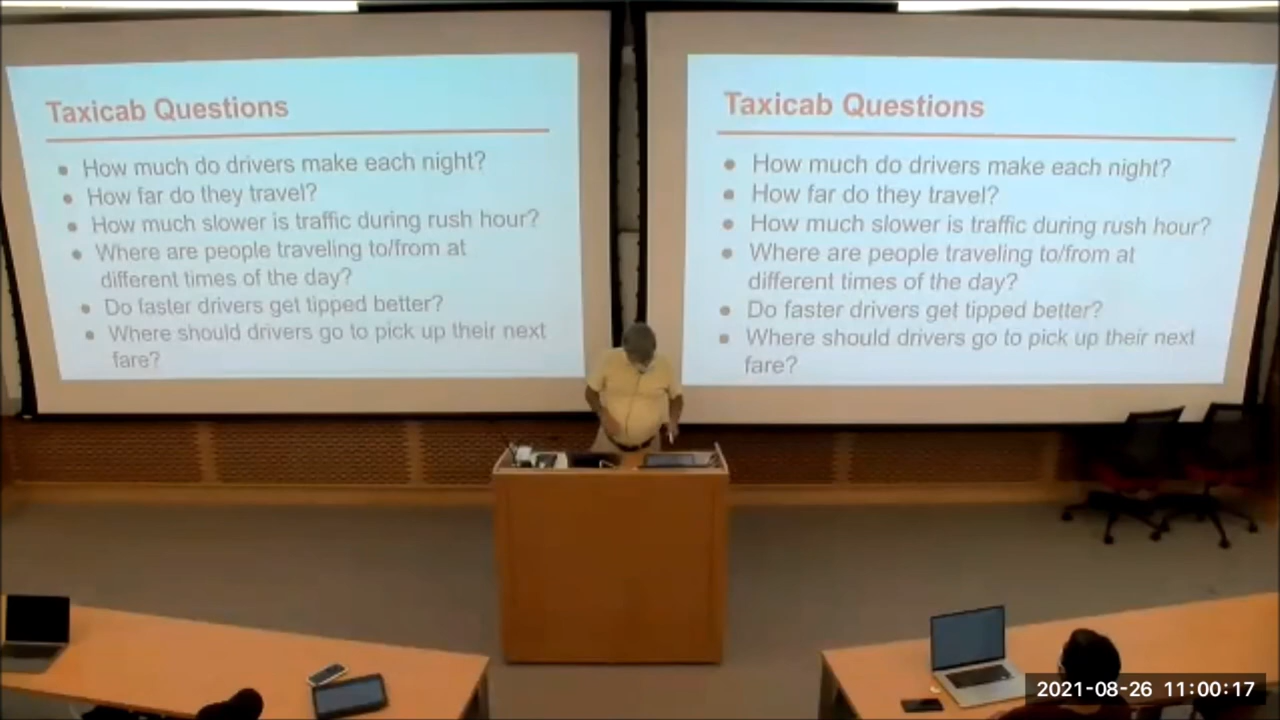 Taxicab Questions
● How much do drivers make each night?
● How far do they travel?
● How much slower is traffic during rush hour?
● Where are people traveling to/from at
different times of the day?
● Do faster drivers get tipped better?
● Where should drivers go to pick up their next
fare?
Taxicab Questions
● How much do drivers make each night?
● How far do they travel?
● How much slower is traffic during rush hour?
● Where are people traveling to/from at
different times of the day?
● Do faster drivers get tipped better?
● Where should drivers go to pick up their next
fare?
2021-08-26 11:00:17